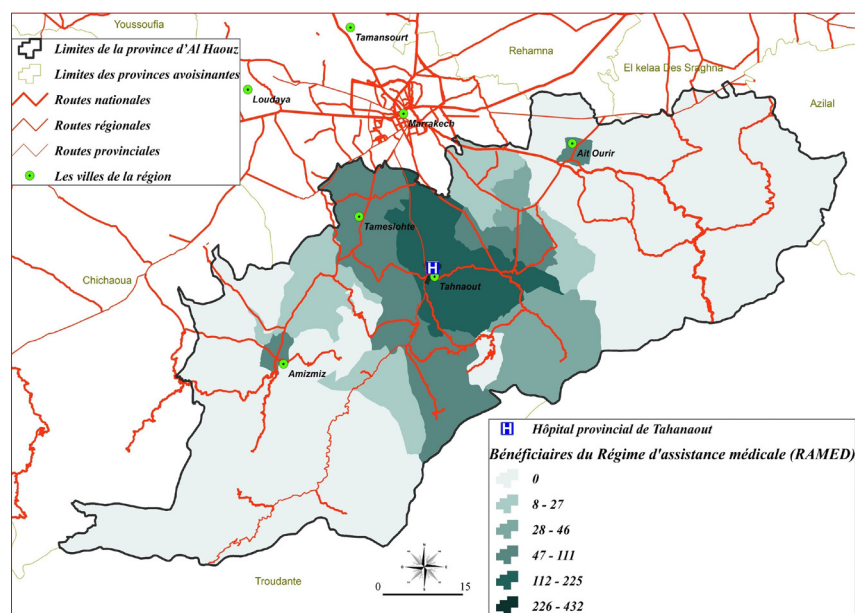 Youssoufia
Limites de la province d'Al Haouz
Limites des provinces avoisinantes
Routes nationales
Routes régionales
Routes provinciales
Les villes de la région
Tamansourt
Rehamna
El kelaa Des Sraghna
Azilal
Loudaya
Marrakech
Ait Ourir
Tameslohte
Chichaoua
H
Tahnaout
Amizmiz
Troudante
0 15
H Hôpital provincial de Tahanaout
Bénéficiaires du Régime d'assistance médicale (RAMED)
0
8 - 27
28 - 46
47 - 111
112 - 225
226 - 432